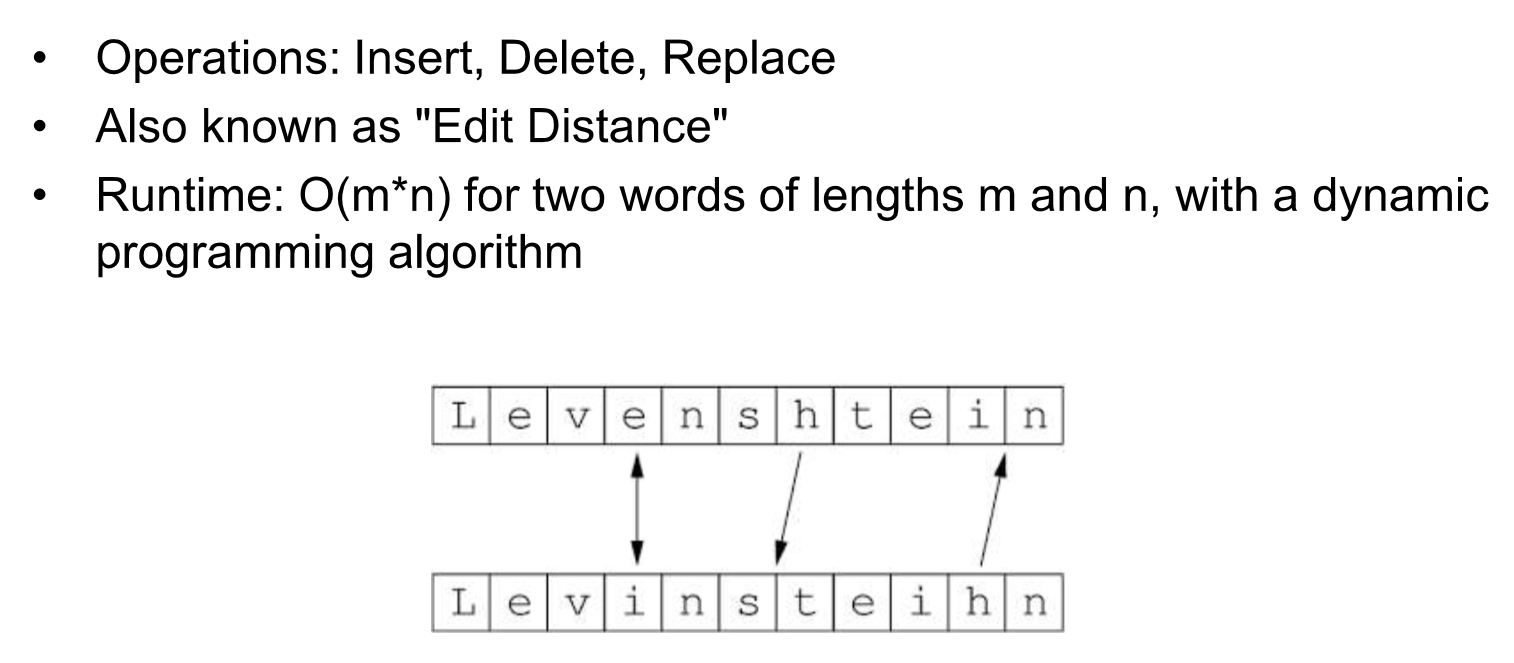 • Operations: Insert, Delete, Replace
• Also known as "Edit Distance"
• Runtime: O(m*n) for two words of lengths m and n, with a dynamic
programming algorithm
L e v e n s h t e i n
L e v i n s t e i h n